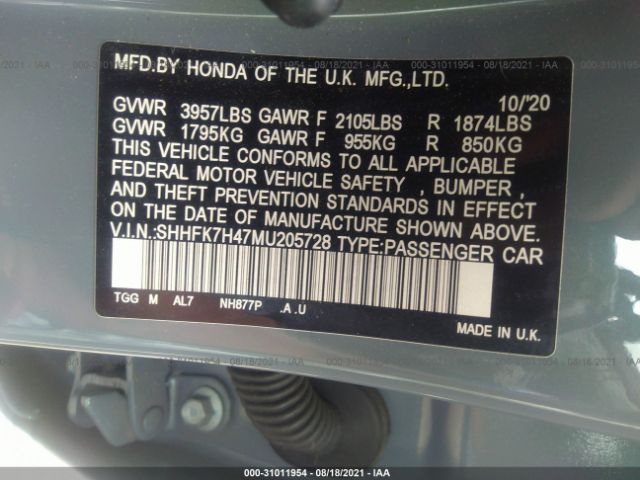 000-31011954 - 08/18/2021 - IAA
MFD.BY HONDA OF THE U.K. MFG.,LTD.
10/'20
GVWR 3957LBS GAWR F 2105LBS R 1874LBS
GVWR 1795KG GAWR F 955KG R 850KG
THIS VEHICLE CONFORMS TO ALL APPLICABLE
FEDERAL MOTOR VEHICLE SAFETY , BUMPER ,
AND THEFT PREVENTION STANDARDS IN EFFECT
ON THE DATE OF MANUFACTURE SHOWN ABOVE.
V.I.N.:SHHFK7H47MU205728 TYPE:PASSENGER CAR
TGG M AL7 NH877P .A .U
MADE IN U.K.
000-31011954 - 08/18/2021 - IAA